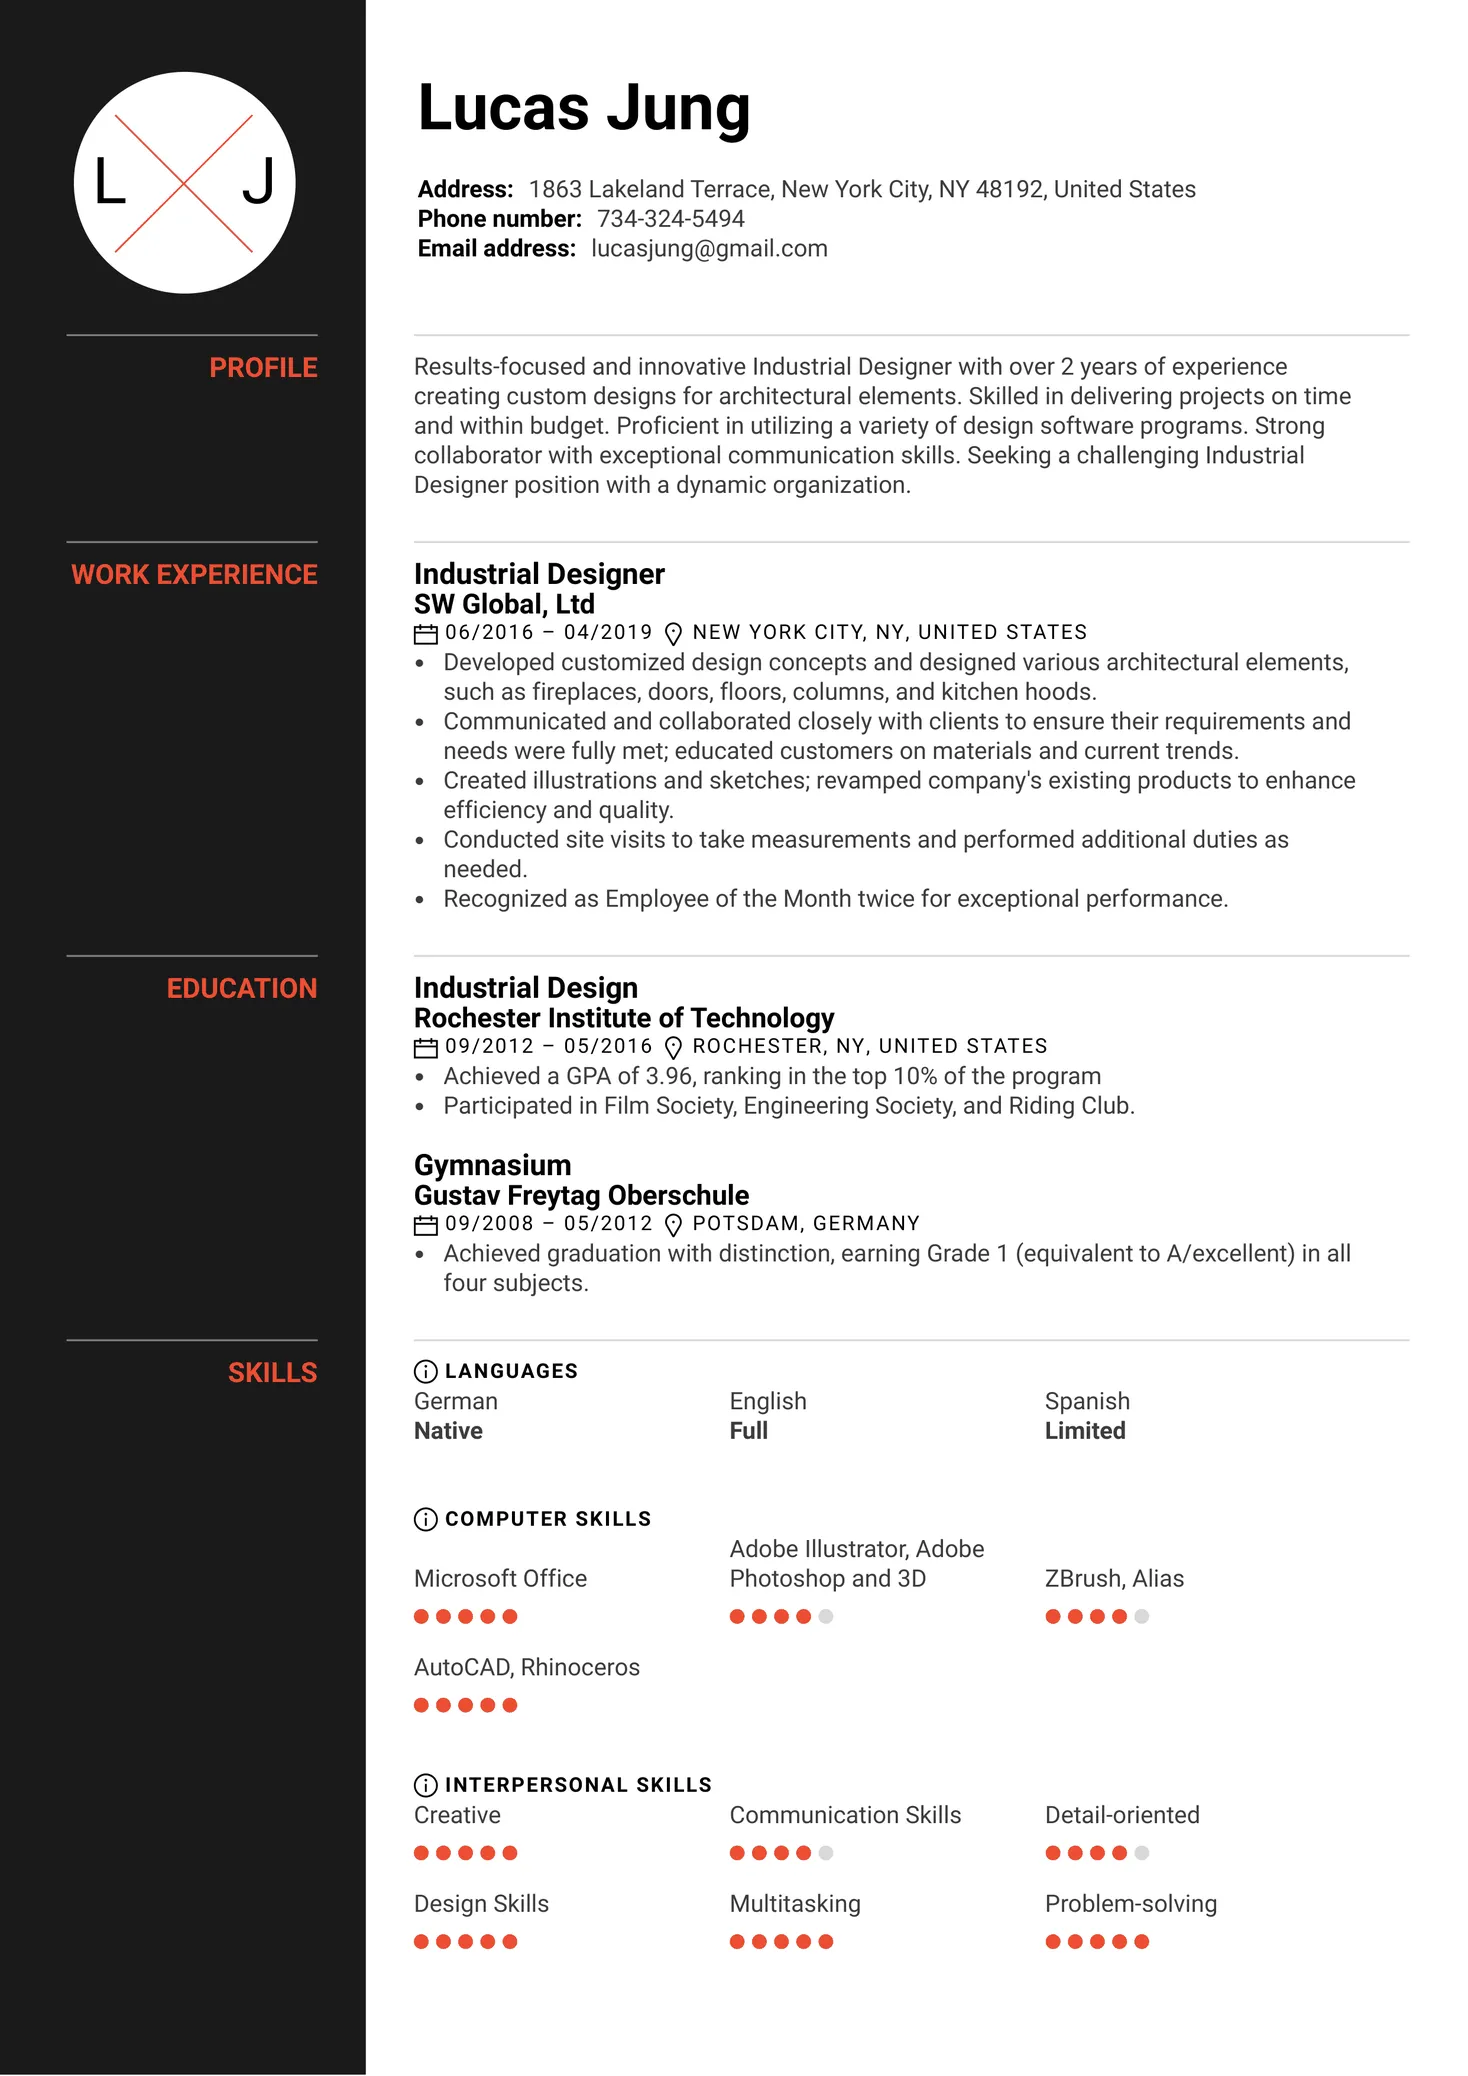 L J
Lucas Jung
Address: 1863 Lakeland Terrace, New York City, NY 48192, United States
Phone number: 734-324-5494
Email address: lucasjung@gmail.com
PROFILE
Results-focused and innovative Industrial Designer with over 2 years of experience
creating custom designs for architectural elements. Skilled in delivering projects on time
and within budget. Proficient in utilizing a variety of design software programs. Strong
collaborator with exceptional communication skills. Seeking a challenging Industrial
Designer position with a dynamic organization.
WORK EXPERIENCE
Industrial Designer
SW Global, Ltd
06/2016 – 04/2019 NEW YORK CITY, NY, UNITED STATES
• Developed customized design concepts and designed various architectural elements,
such as fireplaces, doors, floors, columns, and kitchen hoods.
• Communicated and collaborated closely with clients to ensure their requirements and
needs were fully met; educated customers on materials and current trends.
• Created illustrations and sketches; revamped company's existing products to enhance
efficiency and quality.
• Conducted site visits to take measurements and performed additional duties as
needed.
• Recognized as Employee of the Month twice for exceptional performance.
EDUCATION
Industrial Design
Rochester Institute of Technology
09/2012 – 05/2016 ROCHESTER, NY, UNITED STATES
• Achieved a GPA of 3.96, ranking in the top 10% of the program
• Participated in Film Society, Engineering Society, and Riding Club.
Gymnasium
Gustav Freytag Oberschule
09/2008 – 05/2012 POTSDAM, GERMANY
• Achieved graduation with distinction, earning Grade 1 (equivalent to A/excellent) in all
four subjects.
SKILLS
LANGUAGES
German English Spanish
Native Full Limited
COMPUTER SKILLS
Microsoft Office
Adobe Illustrator, Adobe
Photoshop and 3D
ZBrush, Alias
AutoCAD, Rhinoceros
INTERPERSONAL SKILLS
Creative Communication Skills Detail-oriented
Design Skills Multitasking Problem-solving